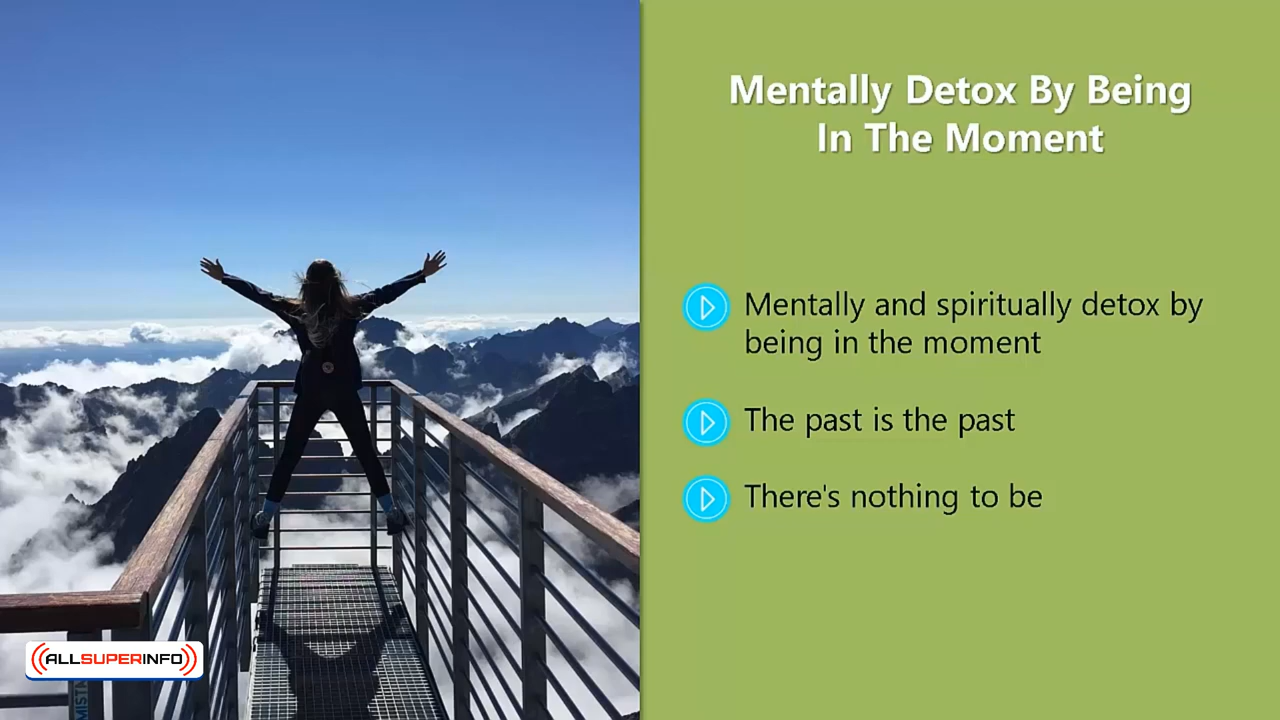 Mentally Detox By Being
In The Moment
Mentally and spiritually detox by
being in the moment
The past is the past
There's nothing to be
ALLSUPERINFO